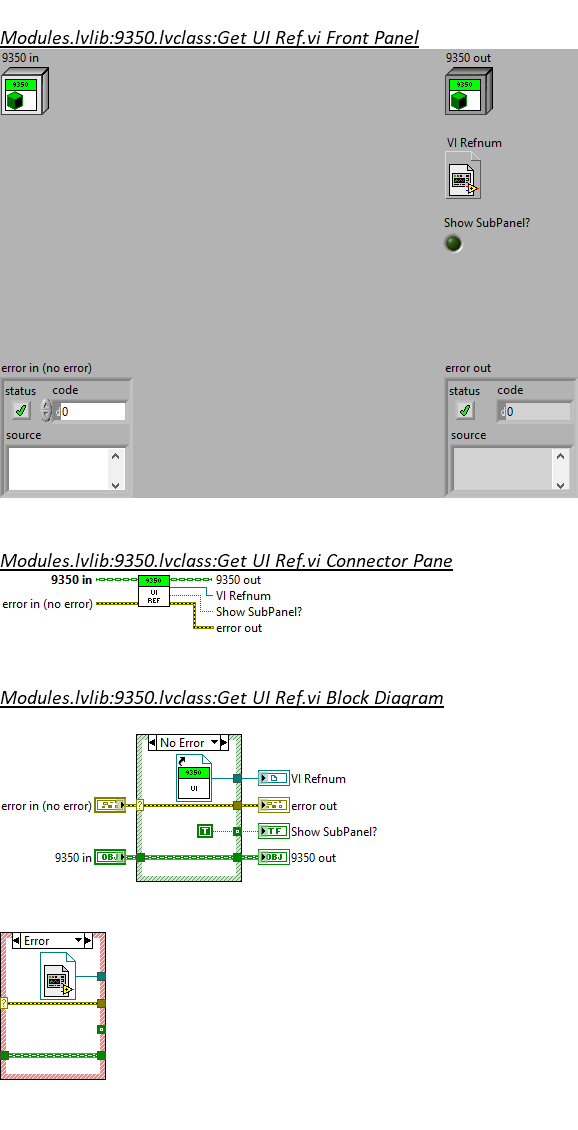 Modules.lvlib:9350.lvclass:Get UI Ref.vi Front Panel
9350 in
9350 out
9350
9350
VI Refnum
Show SubPanel?
error in (no error)
error out
status code
status code
d 0
d 0
source
source
Modules.lvlib:9350.lvclass:Get UI Ref.vi Connector Pane
9350 in 9350 9350 out
UI VI Refnum
error in (no error) REF Show SubPanel?
error out
Modules.lvlib:9350.lvclass:Get UI Ref.vi Block Diagram
No Error
9350
UI VI Refnum
error in (no error) ? error out
T TF Show SubPanel?
9350 in OBJ OBJ 9350 out
Error
?